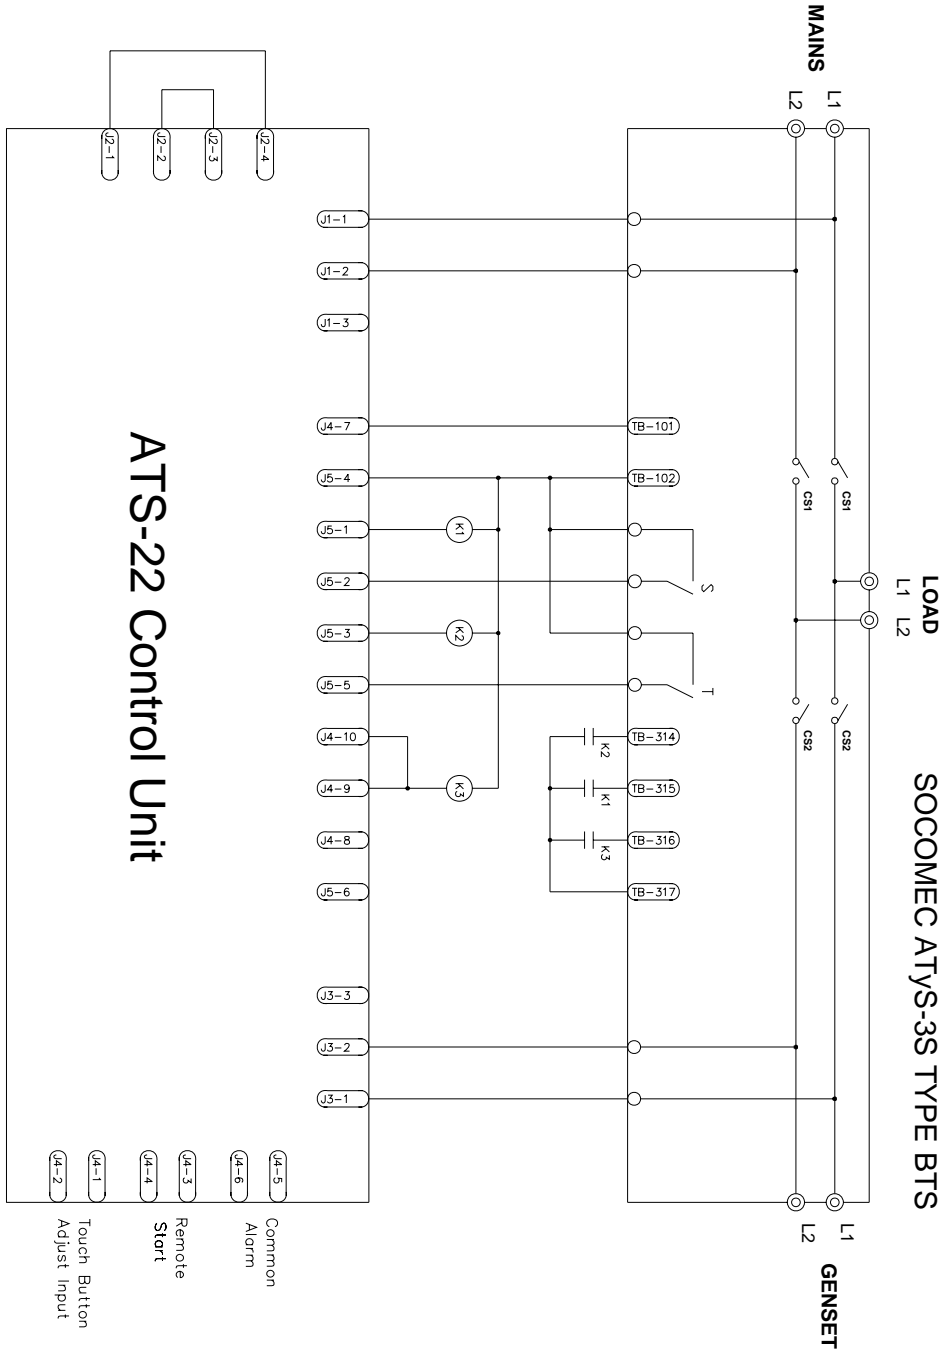 SOCOMEC ATyS-3S TYPE BTS
MAINS
L1
L2
LOAD
L1 L2
GENSET
L1
L2
CS1
CS1
CS2
CS2
S
T
TB-101
TB-102
TB-314
TB-315
TB-316
TB-317
K2
K1
K3
K1
K2
K3
J2-4
J2-3
J2-2
J2-1
J1-1
J1-2
J1-3
J4-7
J5-4
J5-1
J5-2
J5-3
J5-5
J4-10
J4-9
J4-8
J5-6
J3-3
J3-2
J3-1
ATS-22 Control Unit
J4-5
J4-6
Common
Alarm
J4-3
J4-4
Remote
Start
J4-1
J4-2
Touch Button
Adjust Input